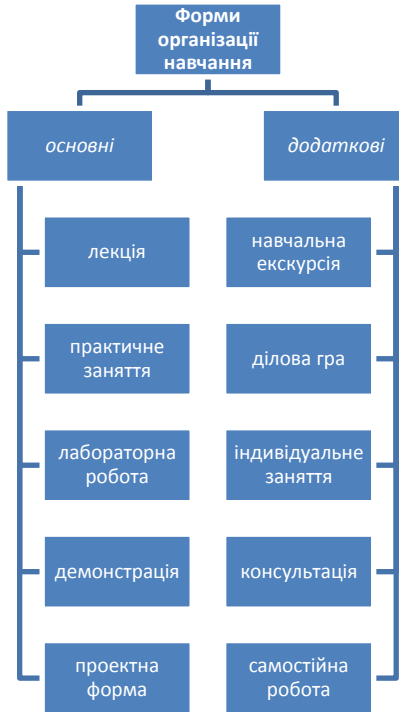 Форми
організації
навчання
основні
додаткові
лекція
навчальна
екскурсія
практичне
заняття
ділова гра
лабораторна
робота
індивідуальне
заняття
демонстрація
консультація
проектна
форма
самостійна
робота